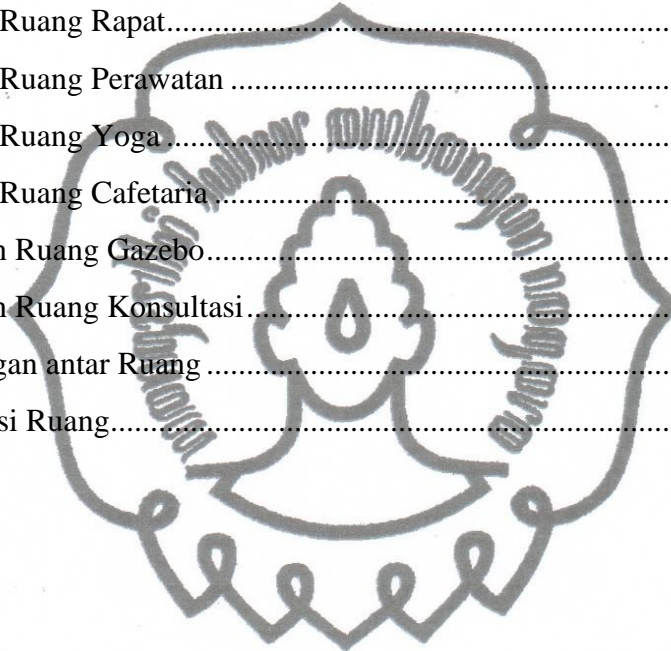 Ruang Rapat................................................................................
Ruang Perawatan ......................................................................
Ruang Yoga .................................................................................
Ruang Cafetaria ..........................................................................
n Ruang Gazebo..........................................................................
n Ruang Konsultasi....................................................................
gan antar Ruang ..........................................................................
si Ruang.........................................................................................